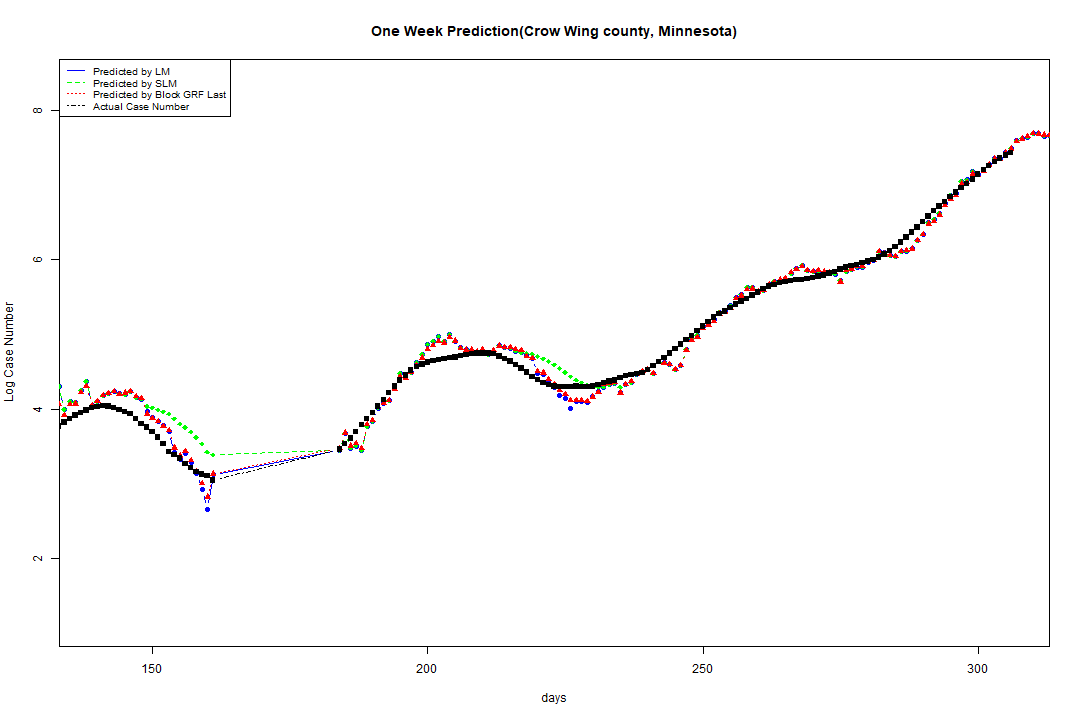 One Week Prediction(Crow Wing county, Minnesota)
Predicted by LM
Predicted by SLM
Predicted by Block GRF Last
Actual Case Number
8
6
4
2
Log Case Number
150 200 250 300
days